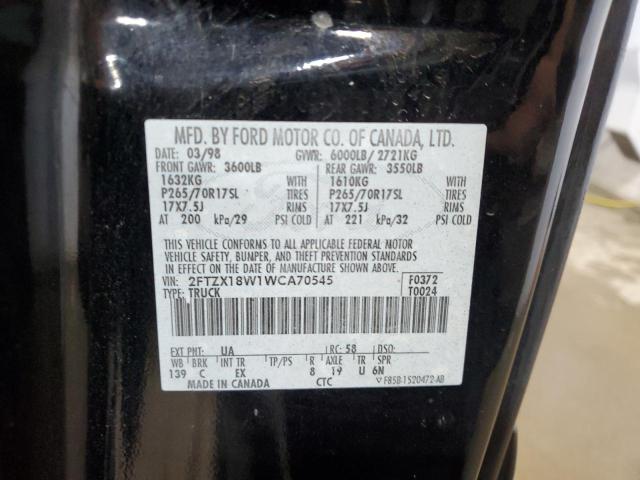 MFD. BY FORD MOTOR CO. OF CANADA, LTD.
DATE: 03/98 GVWR: 6000LB/ 2721KG
FRONT GAWR: 3600LB REAR GAWR: 3550LB
1632KG WITH 1610KG WITH
P265/70R17SL TIRES P265/70R17SL TIRES
17X7.5J RIMS 17X7.5J RIMS
AT 200 kPa/29 PSI COLD AT 221 kPa/32 PSI COLD
THIS VEHICLE CONFORMS TO ALL APPLICABLE FEDERAL MOTOR
VEHICLE SAFETY, BUMPER, AND THEFT PREVENTION STANDARDS
IN EFFECT ON THE DATE OF MANUFACTURE SHOWN ABOVE.
VIN: 2FTZX18W1WCA70545 F0372
TYPE: TRUCK T0024
EXT PNT: UA RC: 58 DSO:
WB BRK INT TR TP/PS R AXLE TR SPR
139 C EX 8 19 U 6N
MADE IN CANADA CTC F85B-1520472-AB